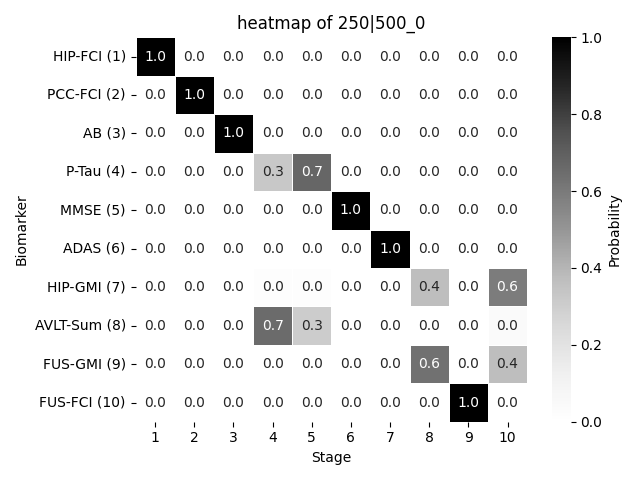 heatmap of 250|500_0
HIP-FCI (1) 1.0 0.0 0.0 0.0 0.0 0.0 0.0 0.0 0.0 0.0
PCC-FCI (2) 0.0 1.0 0.0 0.0 0.0 0.0 0.0 0.0 0.0 0.0
AB (3) 0.0 0.0 1.0 0.0 0.0 0.0 0.0 0.0 0.0 0.0
P-Tau (4) 0.0 0.0 0.0 0.3 0.7 0.0 0.0 0.0 0.0 0.0
MMSE (5) 0.0 0.0 0.0 0.0 0.0 1.0 0.0 0.0 0.0 0.0
ADAS (6) 0.0 0.0 0.0 0.0 0.0 0.0 1.0 0.0 0.0 0.0
HIP-GMI (7) 0.0 0.0 0.0 0.0 0.0 0.0 0.0 0.4 0.0 0.6
AVLT-Sum (8) 0.0 0.0 0.0 0.7 0.3 0.0 0.0 0.0 0.0 0.0
FUS-GMI (9) 0.0 0.0 0.0 0.0 0.0 0.0 0.0 0.6 0.0 0.4
FUS-FCI (10) 0.0 0.0 0.0 0.0 0.0 0.0 0.0 0.0 1.0 0.0
1 2 3 4 5 6 7 8 9 10
Stage
Biomarker
1.0
0.8
0.6
0.4
0.2
0.0
Probability